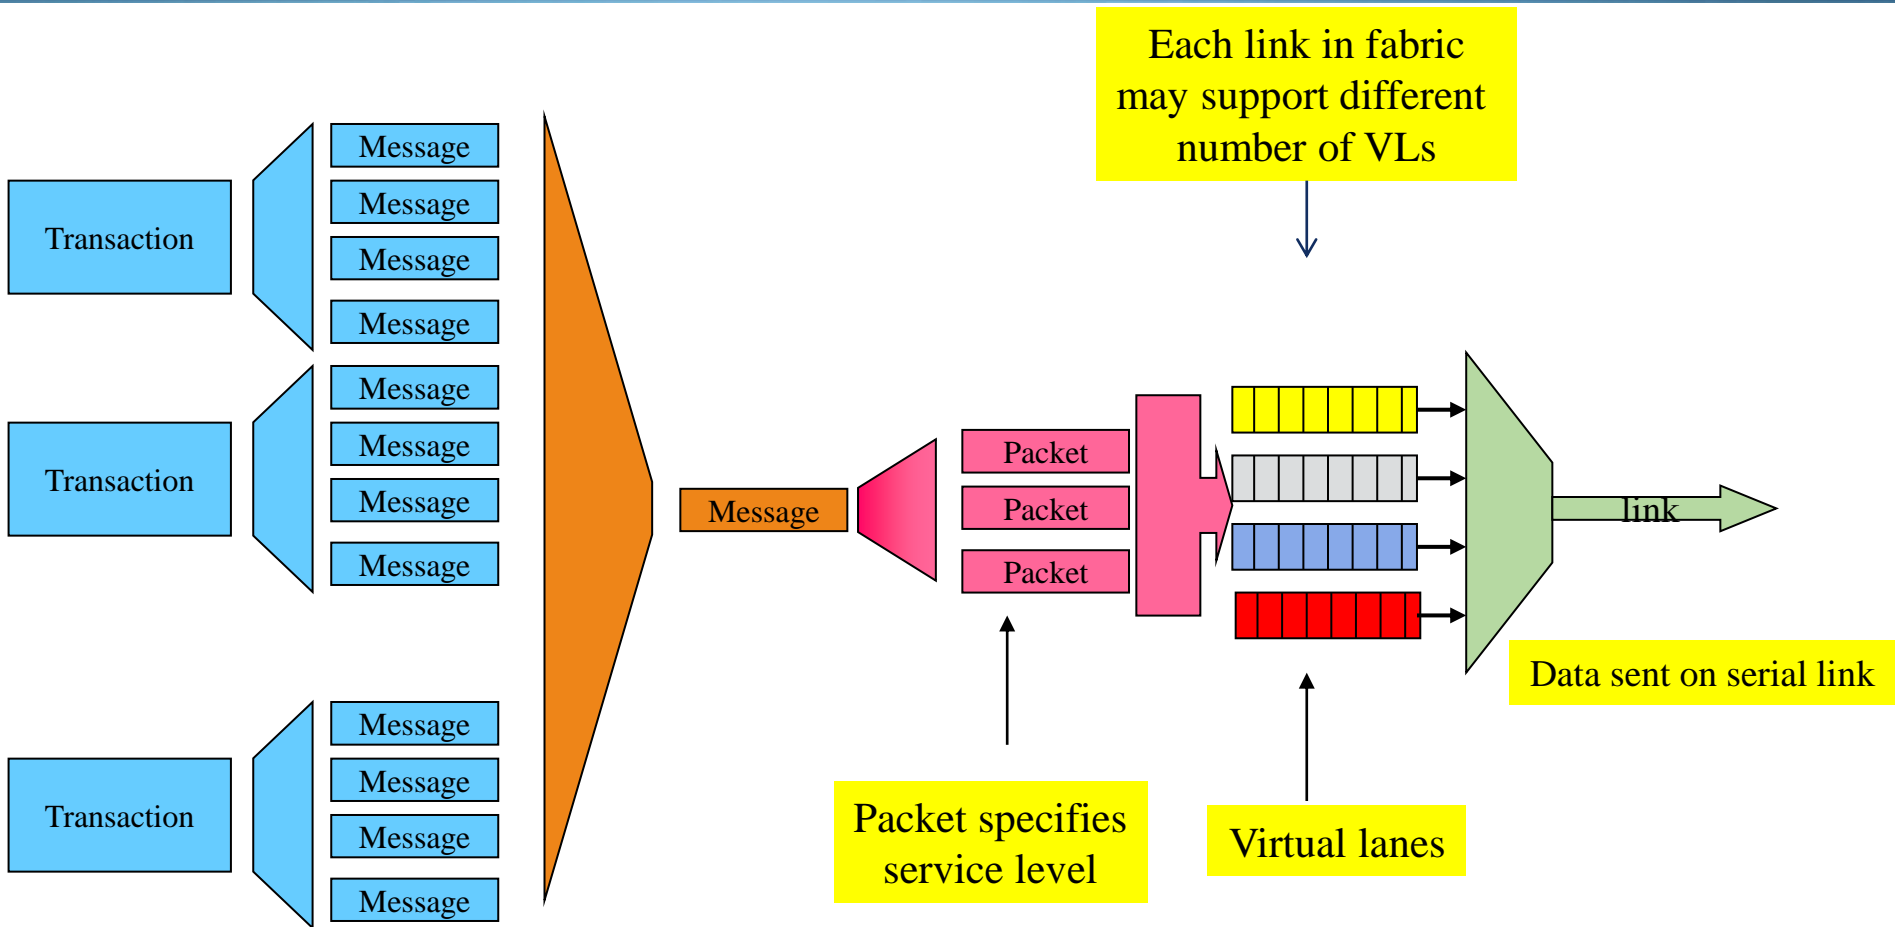 Each link in fabric
may support different
number of VLs
Transaction
Message
Message
Message
Message
Transaction
Message
Message
Message
Message
Transaction
Message
Message
Message
Message
Message
Packet
Packet
Packet
link
Data sent on serial link
Packet specifies
service level
Virtual lanes